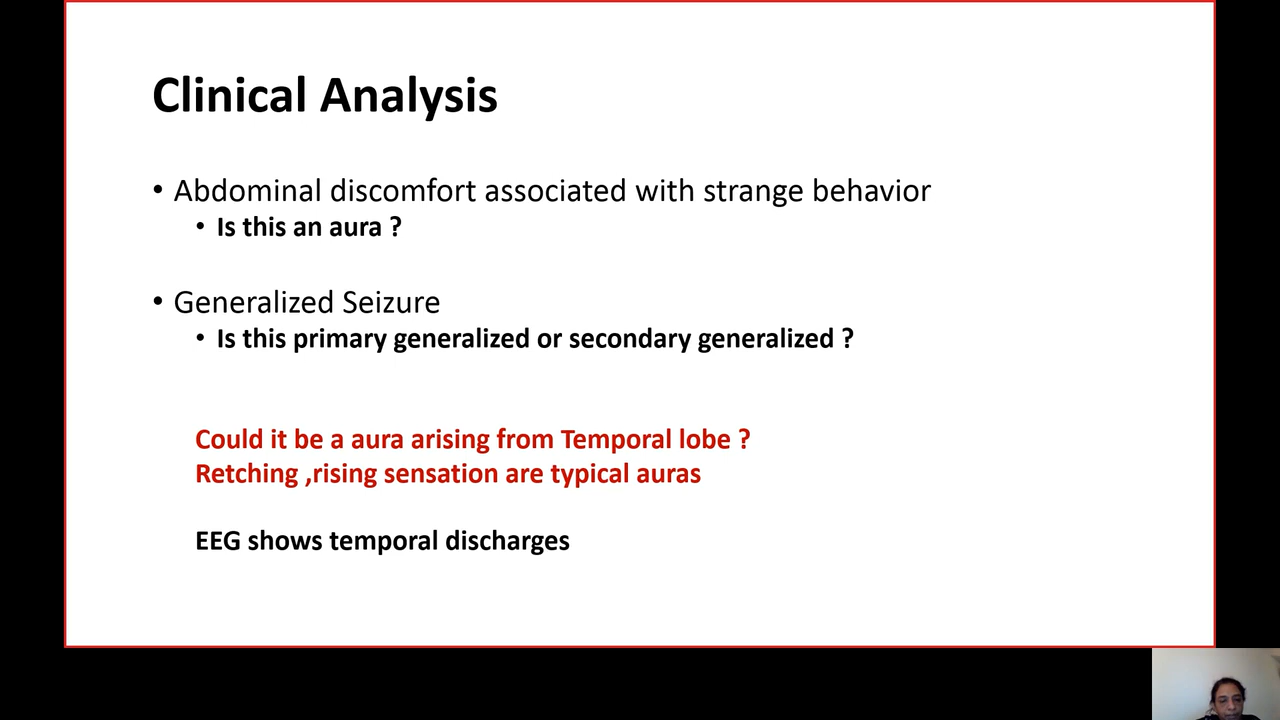 Clinical Analysis
• Abdominal discomfort associated with strange behavior
• Is this an aura ?
• Generalized Seizure
• Is this primary generalized or secondary generalized ?
Could it be a aura arising from Temporal lobe ?
Retching ,rising sensation are typical auras
EEG shows temporal discharges